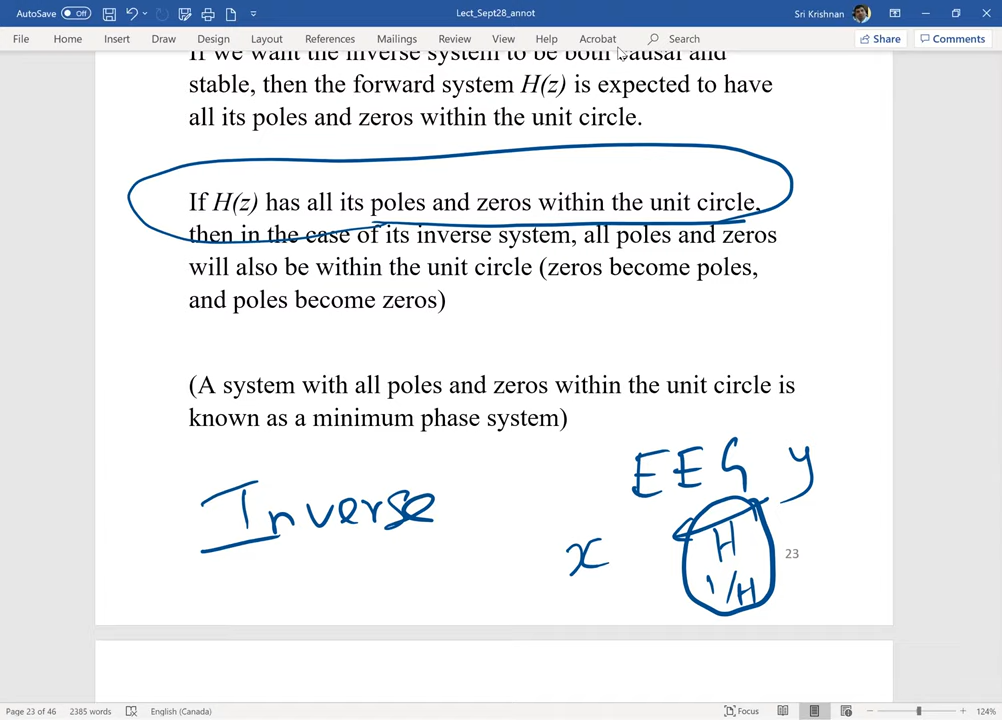 AutoSave Off Lect_Sept28_annot Sri Krishnan
File Home Insert Draw Design Layout References Mailings Review View Help Acrobat Search Share Comments
If we want the inverse system to be both causal and
stable, then the forward system H(z) is expected to have
all its poles and zeros within the unit circle.
If H(z) has all its poles and zeros within the unit circle,
then in the case of its inverse system, all poles and zeros
will also be within the unit circle (zeros become poles,
and poles become zeros)
(A system with all poles and zeros within the unit circle is
known as a minimum phase system)
EEG y
Inverse
x H 23
1/H
Page 23 of 46 2385 words English (Canada) Focus 124%